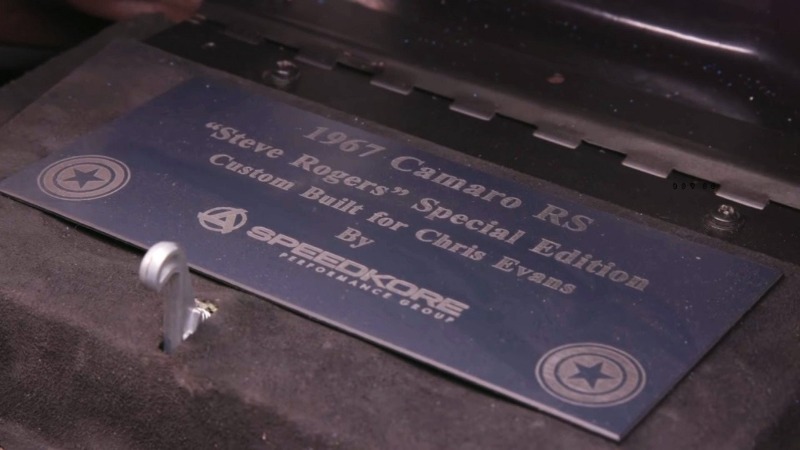 1967 Camaro RS
“Steve Rogers” Special Edition
Custom Built for Chris Evans
By
SPEEDKORE
PERFORMANCE GROUP